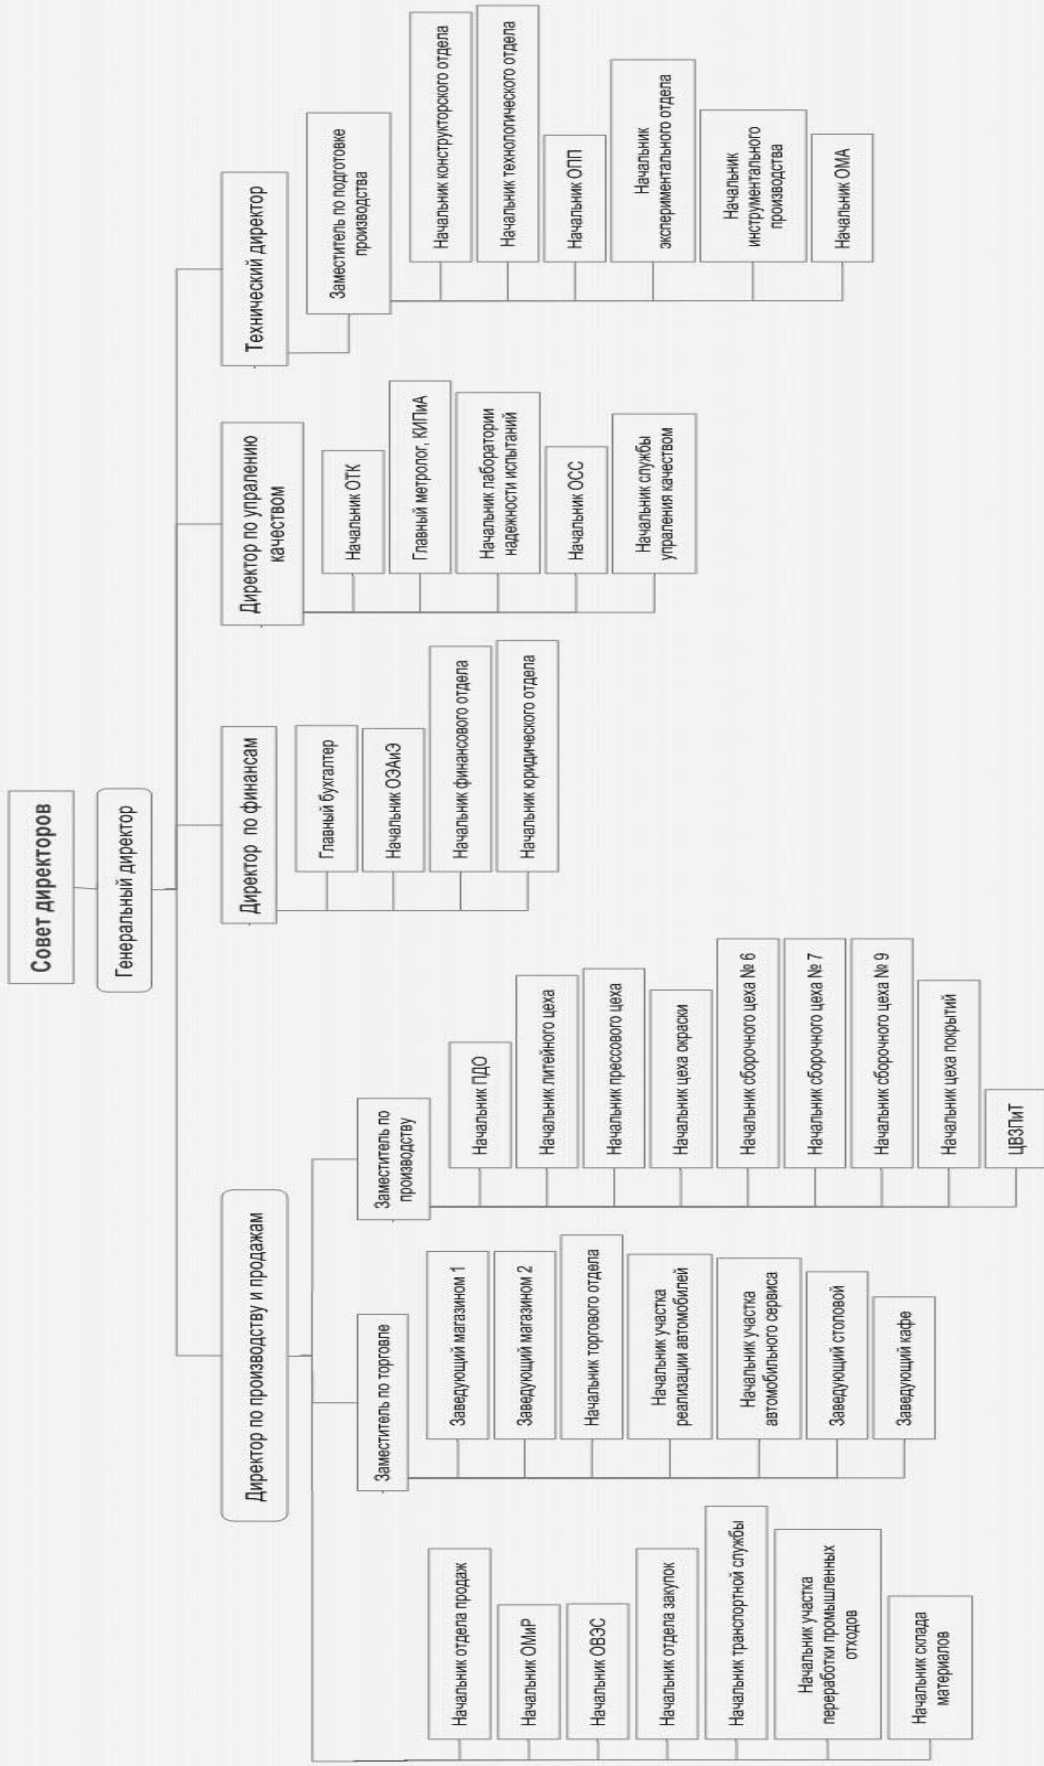 Совет директоров
Генеральный директор
Директор по производству и продажам
Начальник отдела продаж
Начальник ОМиР
Начальник ОВЭС
Начальник отдела закупок
Начальник транспортной службы
Начальник участка
переработки промышленных
отходов
Начальник склада
материалов
Заместитель по торговле
Заведующий магазином 1
Заведующий магазином 2
Начальник торгового отдела
Начальник участка
реализации автомобилей
Начальник участка
автомобильного сервиса
Заведующий столовой
Заведующий кафе
Заместитель по
производству
Начальник ПДО
Начальник литейного цеха
Начальник прессового цеха
Начальник цеха окраски
Начальник сборочного цеха № 6
Начальник сборочного цеха № 7
Начальник сборочного цеха № 9
Начальник цеха покрытий
ЦВЗПиТ
Директор по финансам
Главный бухгалтер
Начальник ОЭАиЭ
Начальник финансового отдела
Начальник юридического отдела
Директор по упралению
качеством
Начальник ОТК
Главный метролог, КИПиА
Начальник лаборатории
надежности испытаний
Начальник ОСС
Начальник службы
упраления качеством
Технический директор
Заместитель по подготовке
производства
Начальник конструкторского отдела
Начальник технологического отдела
Начальник ОПП
Начальник
экспериментального отдела
Начальник
инструментального
производства
Начальник ОМА